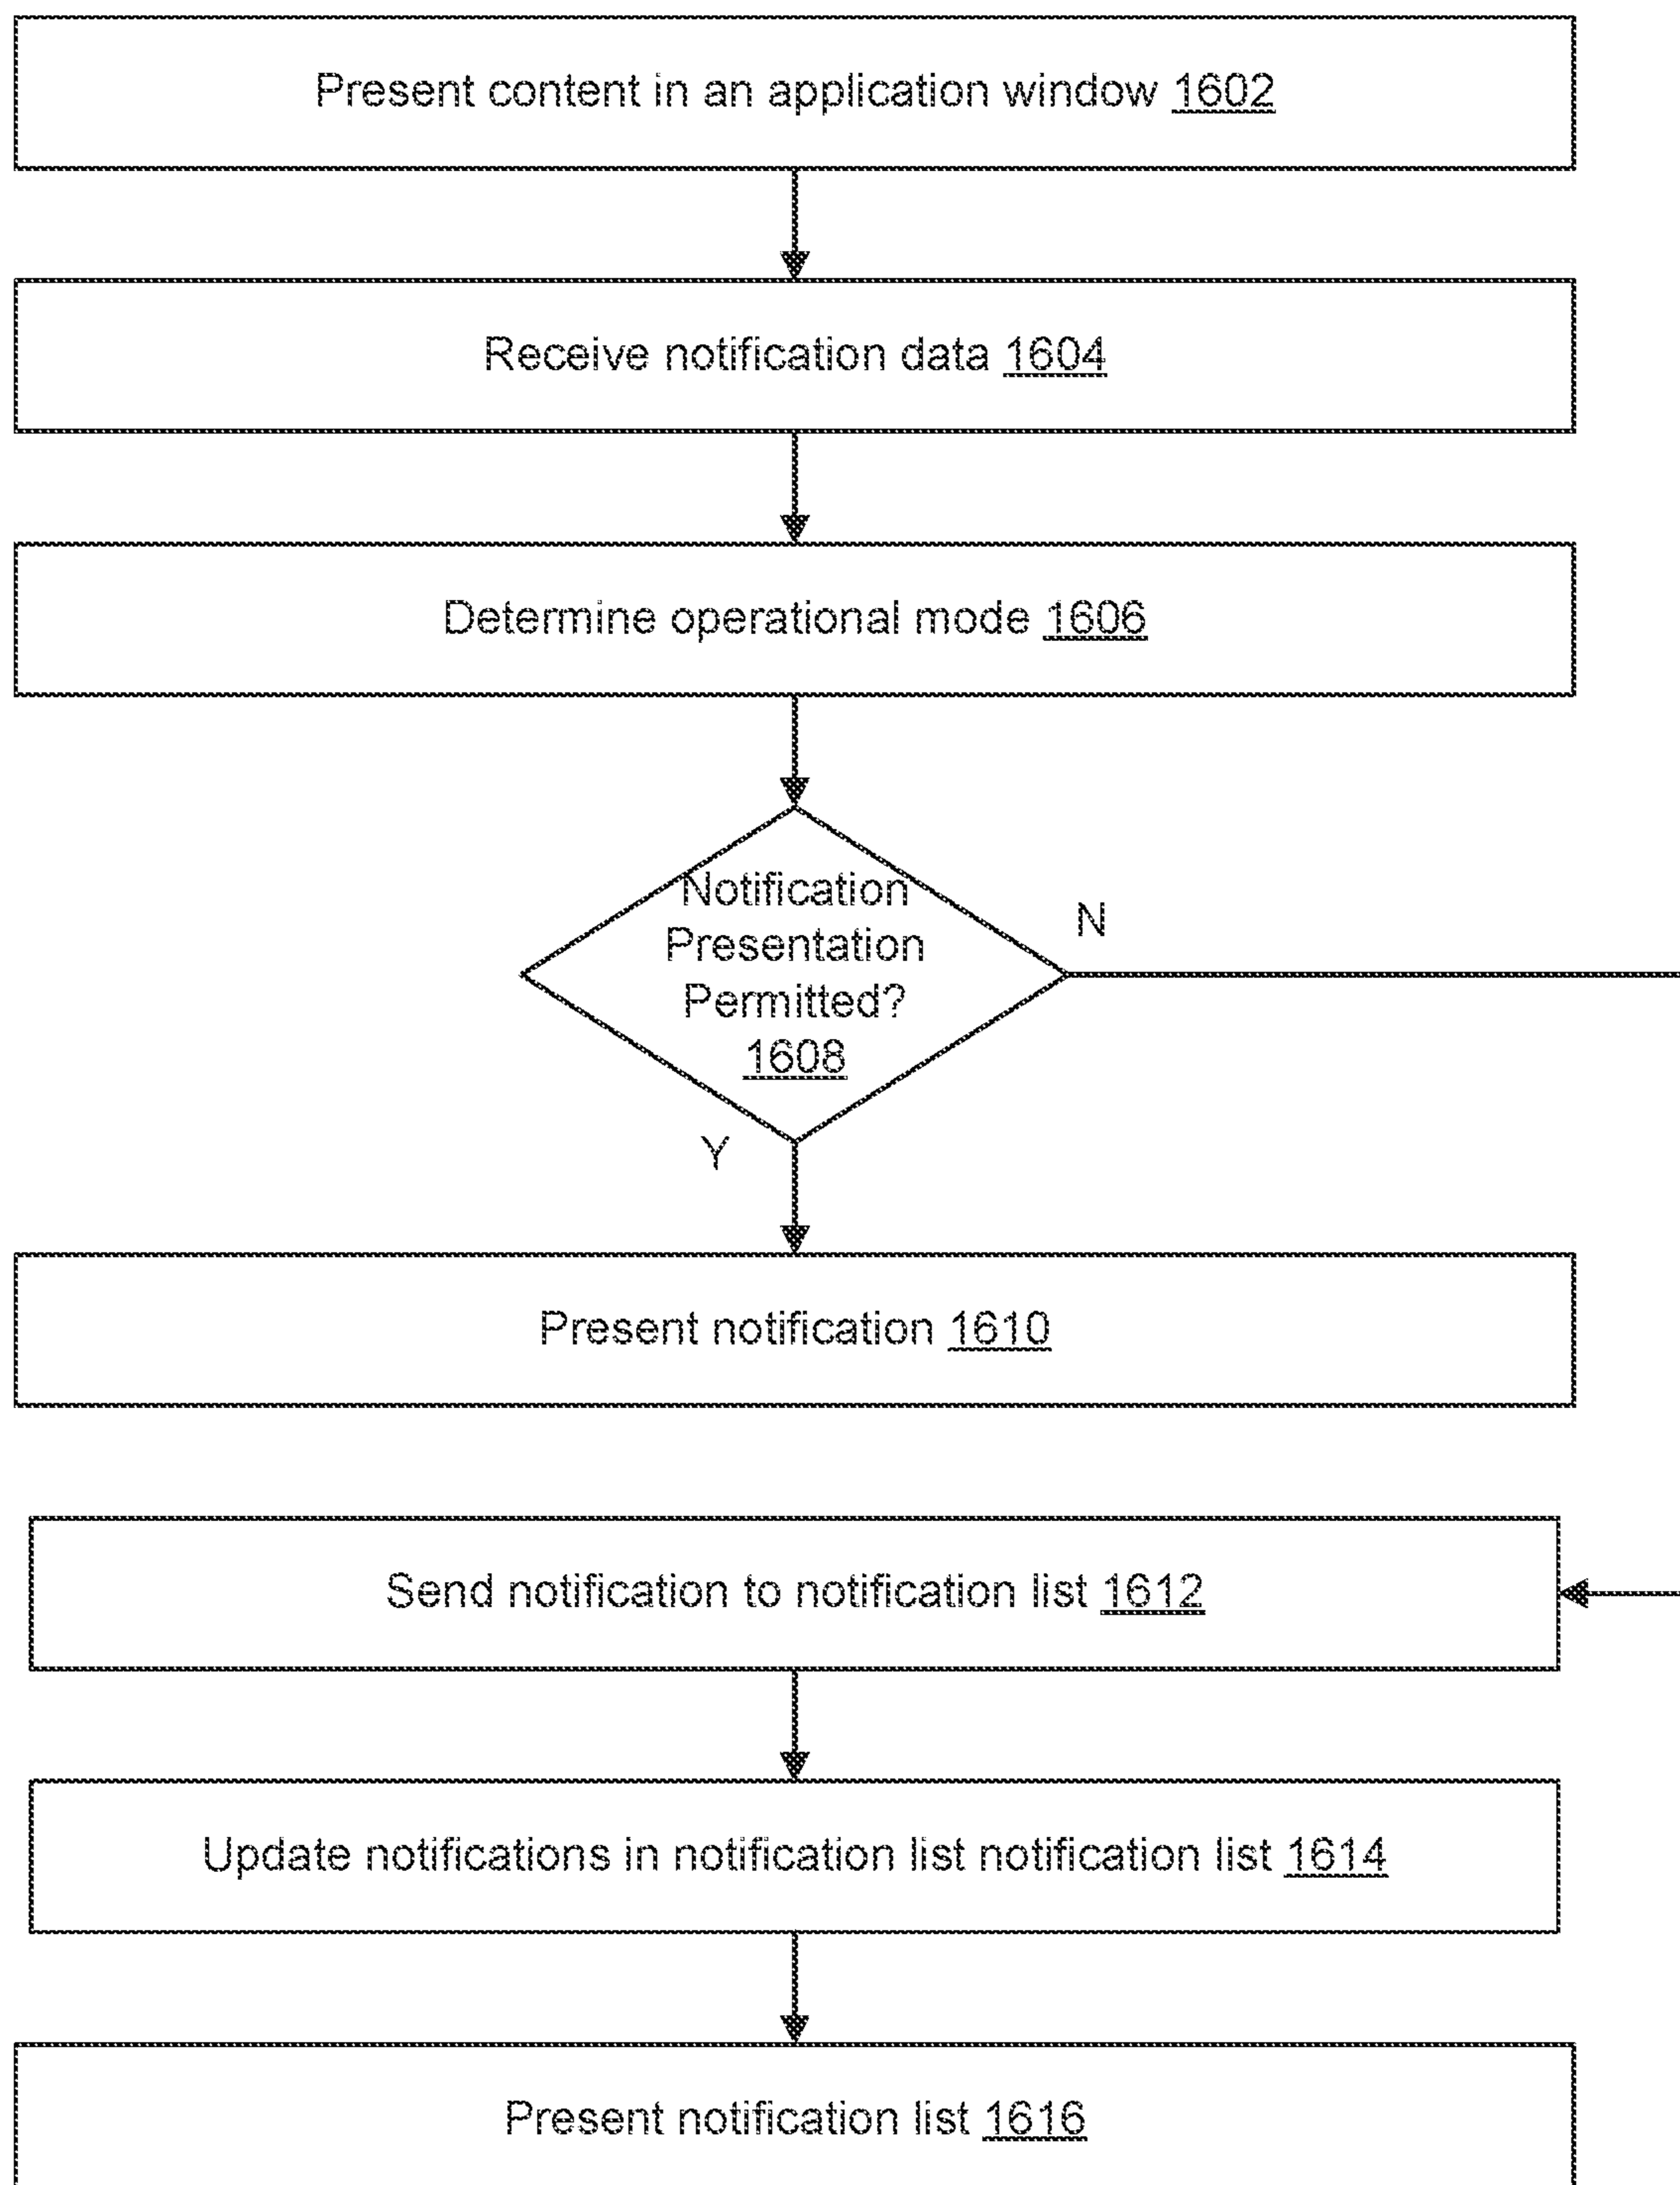 Present content in an application window 1602
Receive notification data 1604
Determine operational mode 1606
Notification
Presentation
Permitted?
1608
N
Y
Present notification 1610
Send notification to notification list 1612
Update notifications in notification list notification list 1614
Present notification list 1616